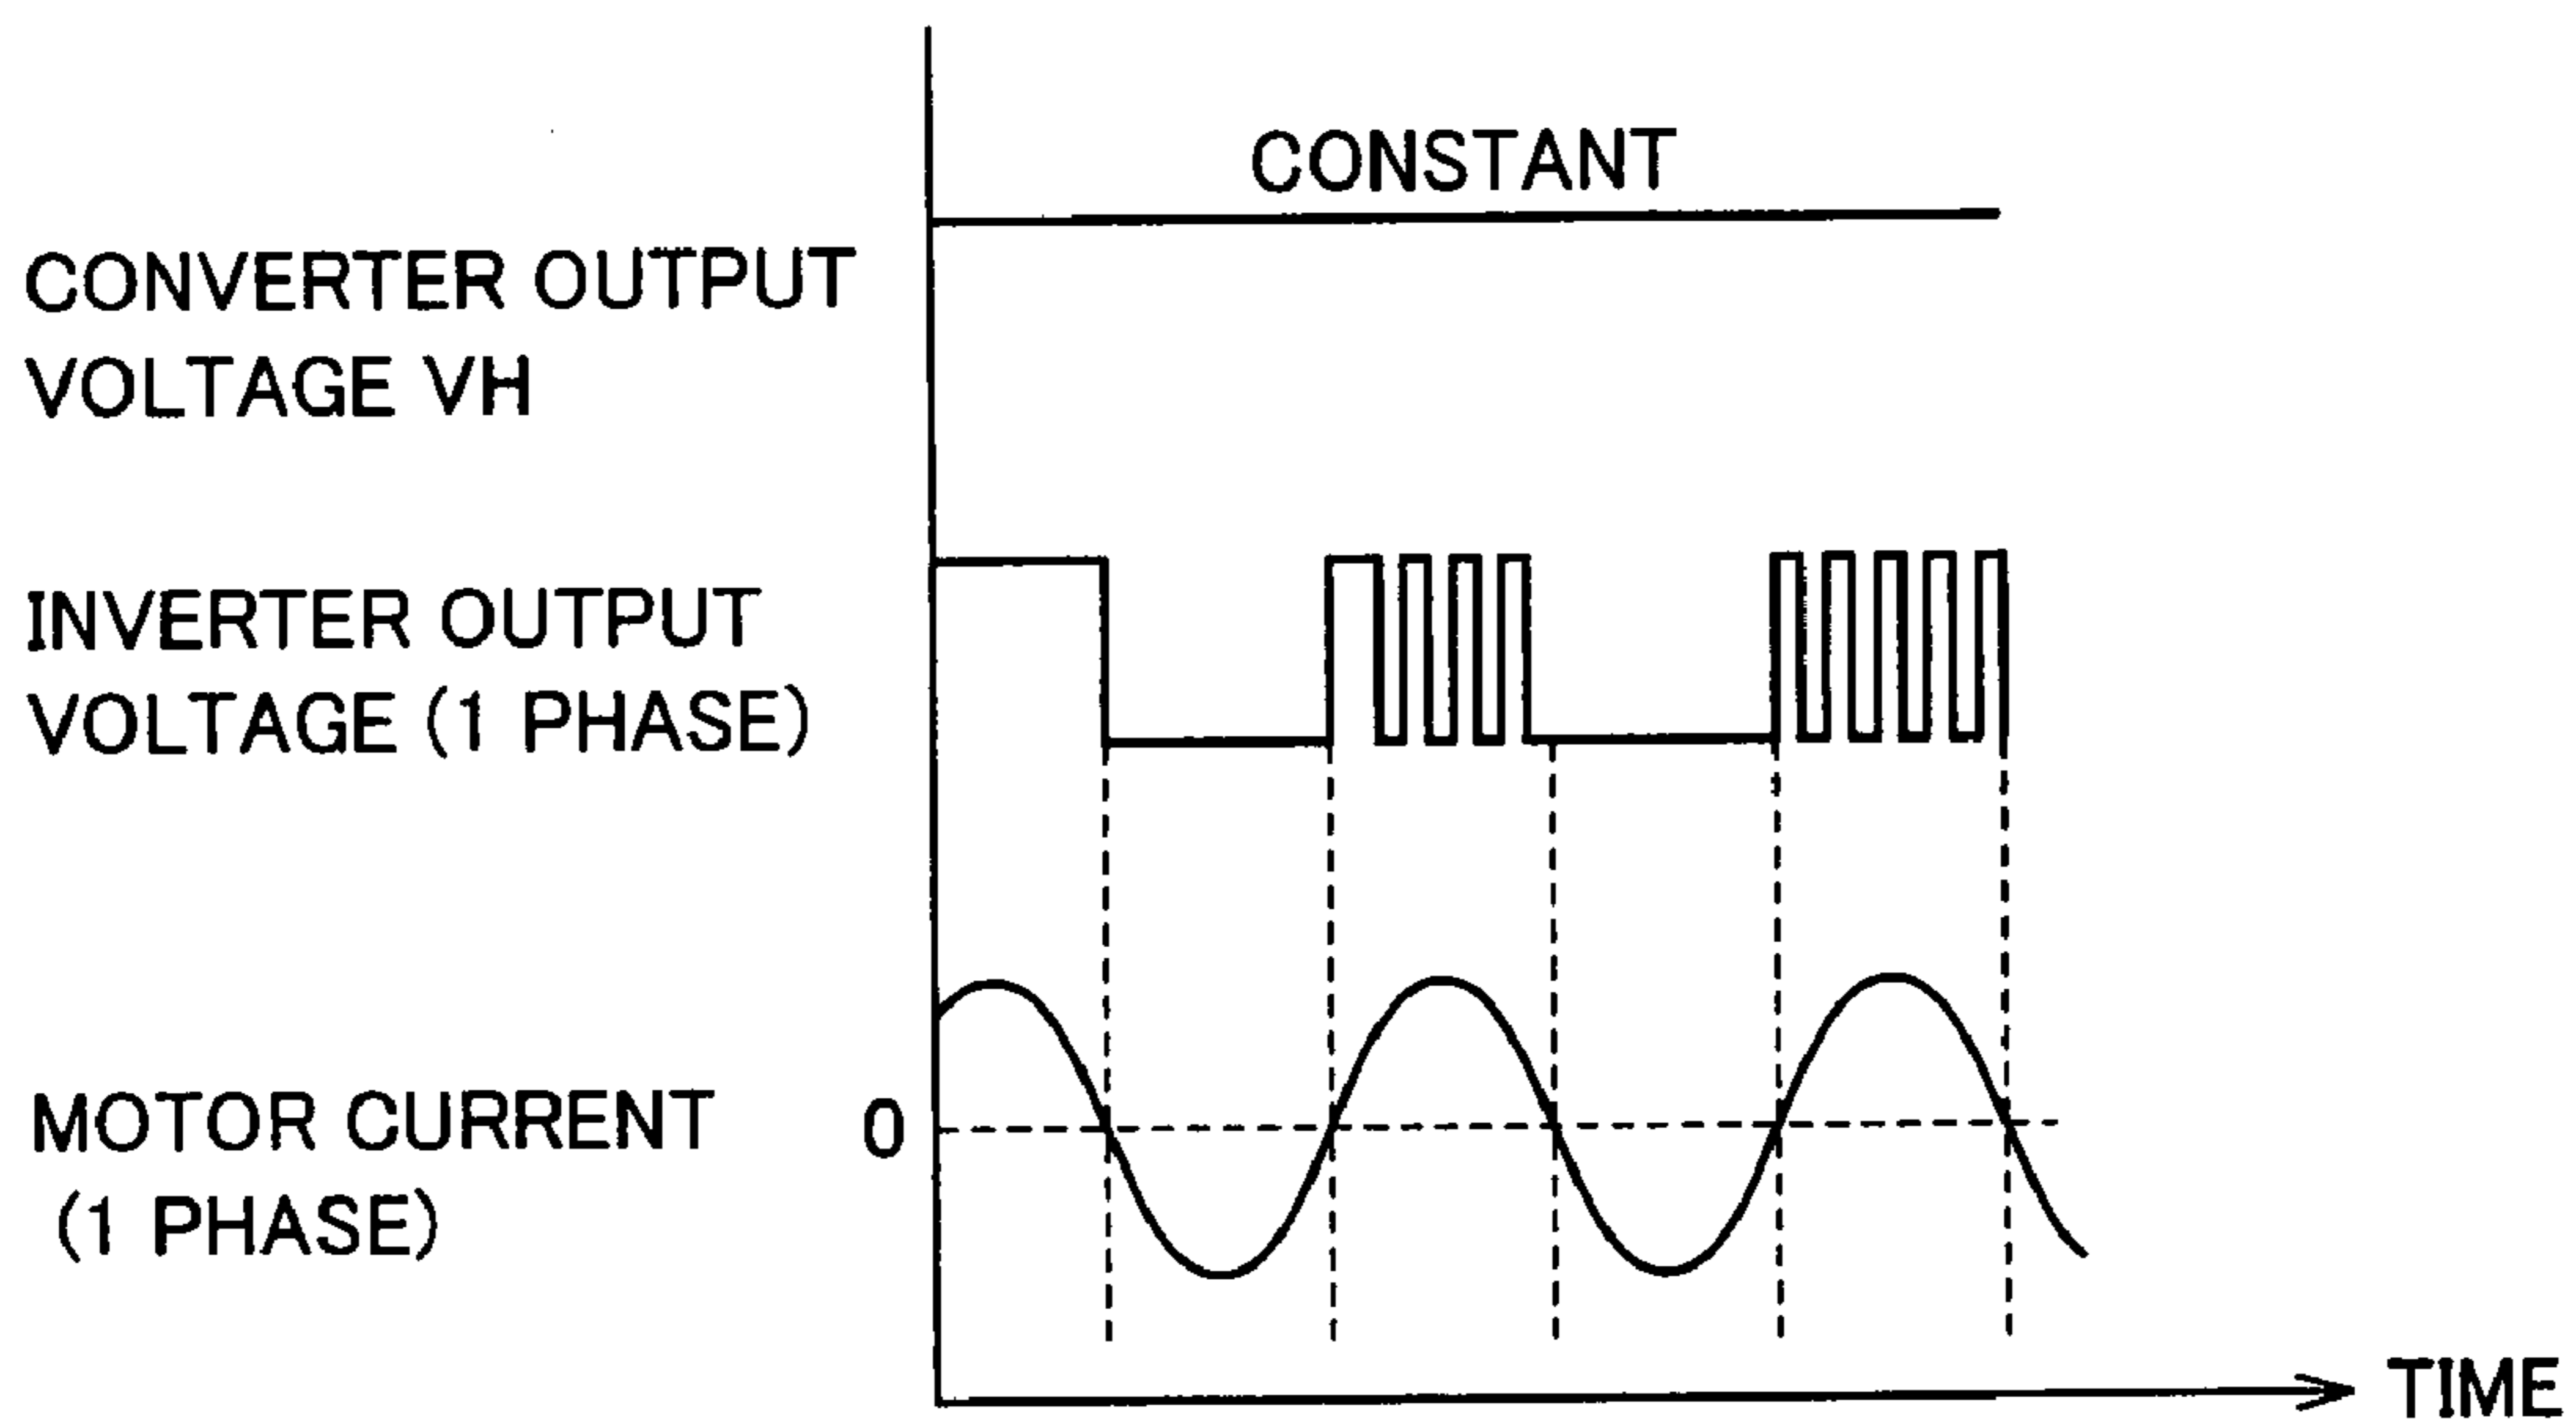 CONSTANT
CONVERTER OUTPUT
VOLTAGE VH
INVERTER OUTPUT
VOLTAGE (1 PHASE)
MOTOR CURRENT
(1 PHASE)
0
TIME